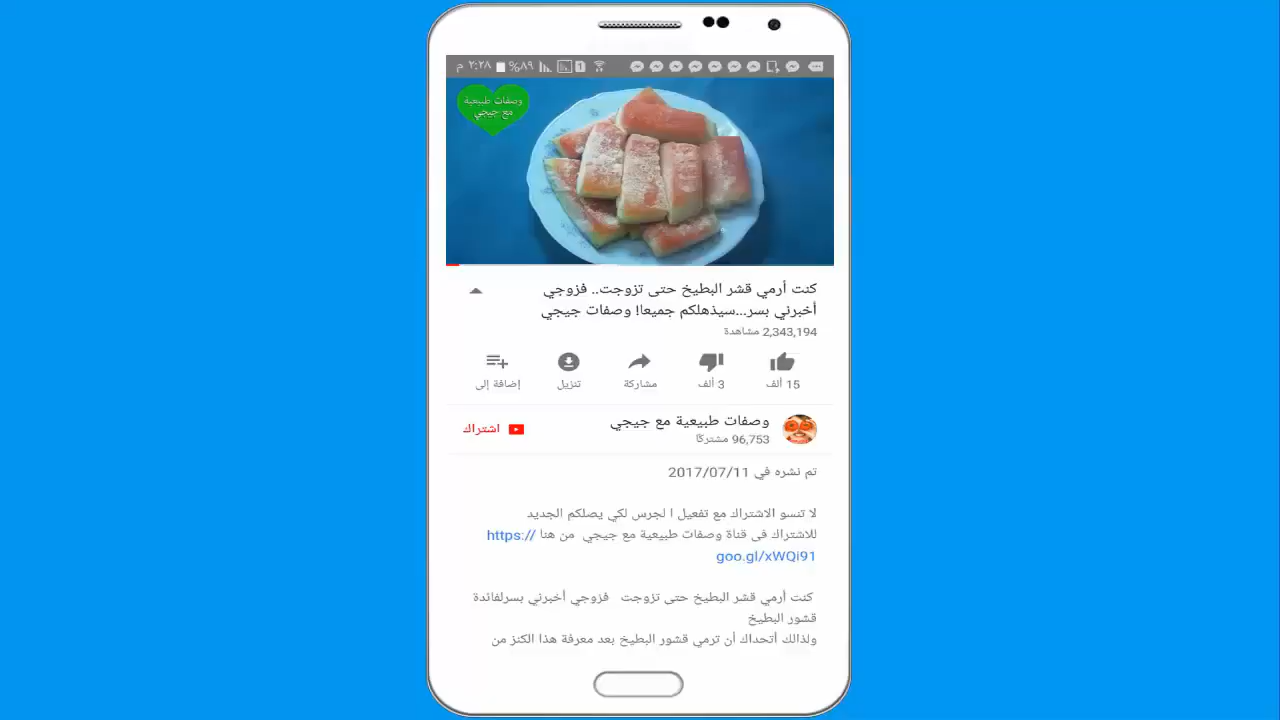 ٢:٢٨ م
%٨٩
1
وصفات طبيعية
مع جيجي
كنت أرمي قشر البطيخ حتى تزوجت.. فزوجي
أخبرني بسر...سيذهلكم جميعا! وصفات جيجي
2,343,194 مشاهدة
15 ألف
3 ألف
مشاركة
تنزيل
إضافة إلى
وصفات طبيعية مع جيجي
96,753 مشتركًا
اشتراك
تم نشره في 2017/07/11
لا تنسو الاشتراك مع تفعيل ا لجرس لكي يصلكم الجديد
للاشتراك فى قناة وصفات طبيعية مع جيجي من هنا https://
goo.gl/xWQi91
كنت أرمي قشر البطيخ حتى تزوجت فزوجي أخبرني بسرلفائدة
قشور البطيخ
ولذالك أتحداك أن ترمي قشور البطيخ بعد معرفة هذا الكنز من